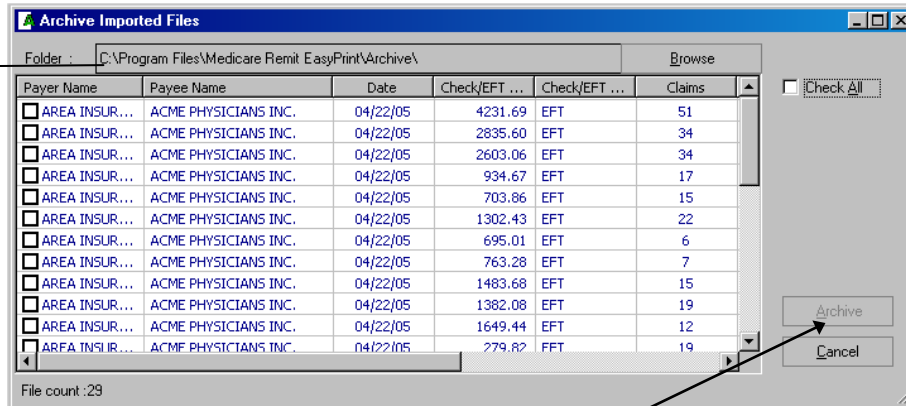 Archive Imported Files
Folder : C:\Program Files\Medicare Remit EasyPrint\Archive\ Browse
Payer Name Payee Name Date Check/EFT ... Check/EFT ... Claims Check All
AREA INSUR... ACME PHYSICIANS INC. 04/22/05 4231.69 EFT 51
AREA INSUR... ACME PHYSICIANS INC. 04/22/05 2835.60 EFT 34
AREA INSUR... ACME PHYSICIANS INC. 04/22/05 2603.06 EFT 34
AREA INSUR... ACME PHYSICIANS INC. 04/22/05 934.67 EFT 17
AREA INSUR... ACME PHYSICIANS INC. 04/22/05 703.86 EFT 15
AREA INSUR... ACME PHYSICIANS INC. 04/22/05 1302.43 EFT 22
AREA INSUR... ACME PHYSICIANS INC. 04/22/05 695.01 EFT 6
AREA INSUR... ACME PHYSICIANS INC. 04/22/05 763.28 EFT 7
AREA INSUR... ACME PHYSICIANS INC. 04/22/05 1483.68 EFT 15
AREA INSUR... ACME PHYSICIANS INC. 04/22/05 1382.08 EFT 19
AREA INSUR... ACME PHYSICIANS INC. 04/22/05 1649.44 EFT 12
AREA INSUR... ACME PHYSICIANS INC. 04/22/05 279.82 EFT 19
Archive
Cancel
File count :29